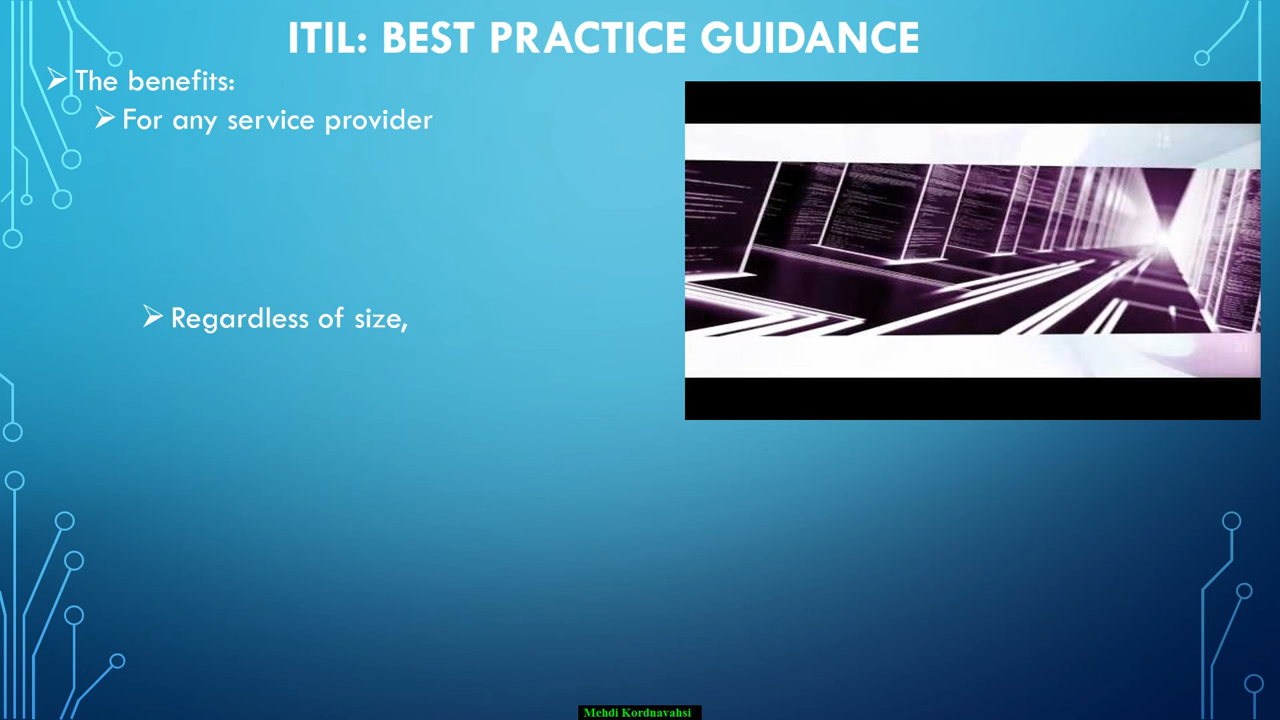 ITIL: BEST PRACTICE GUIDANCE
The benefits:
For any service provider
Regardless of size,
Mehdi Kordnavahsi